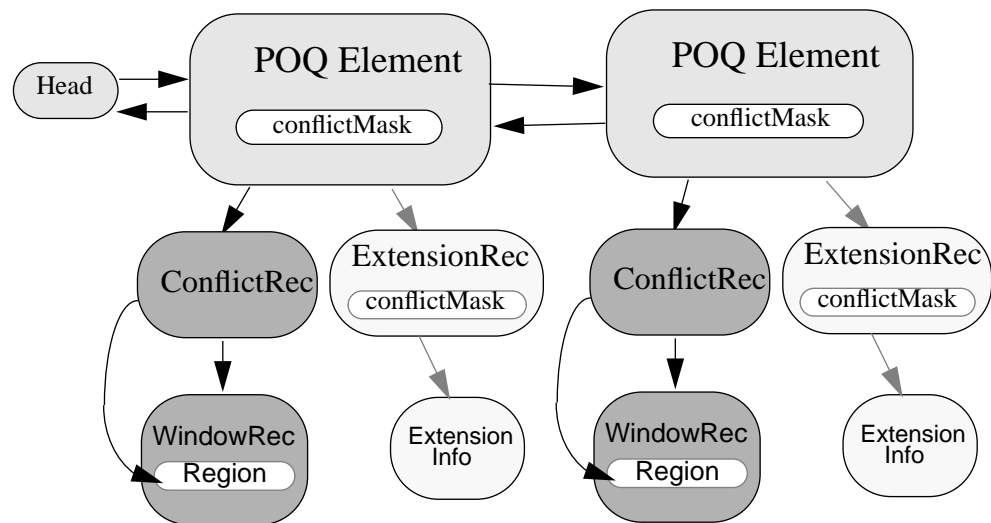 Head
POQ Element
conflictMask
POQ Element
conflictMask
ConflictRec
ExtensionRec
conflictMask
ConflictRec
ExtensionRec
conflictMask
WindowRec
Region
Extension
Info
WindowRec
Region
Extension
Info